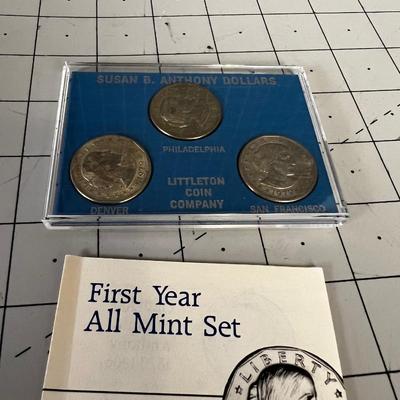 SUSAN B. ANTHONY DOLLARS
PHILADELPHIA
DENVER
LITTLETON
COIN
COMPANY
SAN FRANCISCO
First Year
All Mint Set
LIBERTY